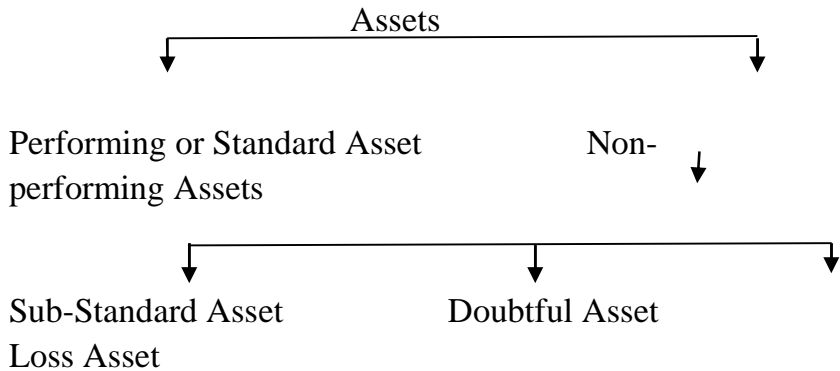 Assets
Performing or Standard Asset Non-
performing Assets
Sub-Standard Asset Doubtful Asset
Loss Asset